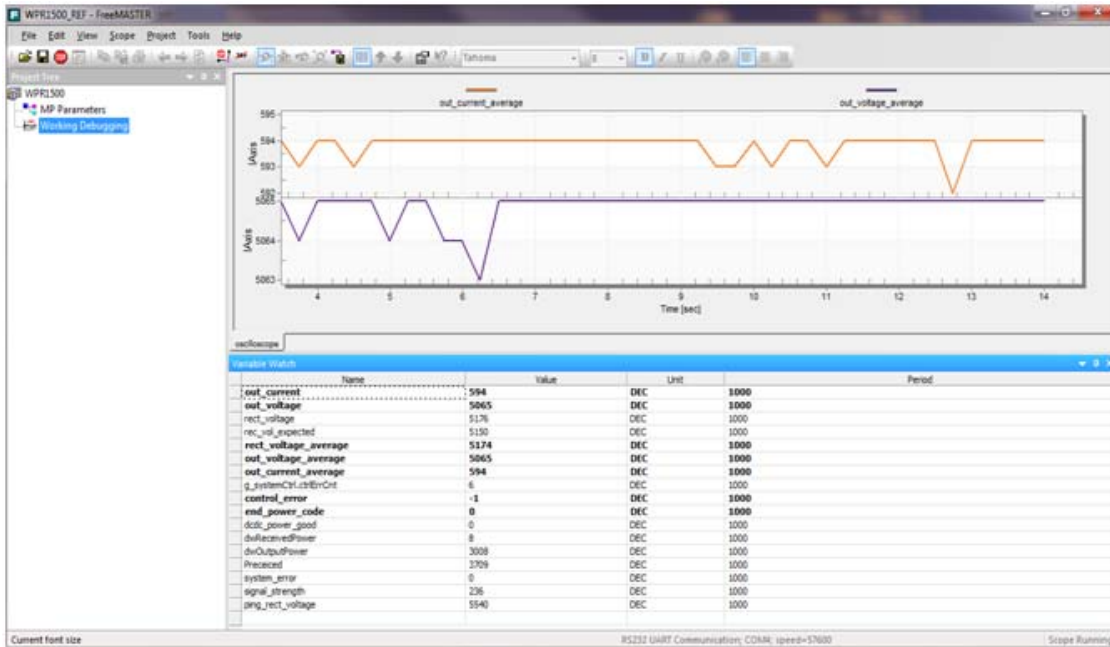 WPR1500_REF - FreeMASTER
File Edit View Scope Project Tools Help
Tahoma 8 B I U
Project Tree
WPR1500
MP Parameters
Working Debugging
out_current_average
out_voltage_average
IAxis
595
594
593
592
IAxis
5065
5064
5063
4 5 6 7 8 9 10 11 12 13 14
Time [sec]
oscilloscope
Variable Watch
Name Value Unit Period
out_current 594 DEC 1000
out_voltage 5065 DEC 1000
rect_voltage 5176 DEC 1000
rec_vol_expected 5150 DEC 1000
rect_voltage_average 5174 DEC 1000
out_voltage_average 5065 DEC 1000
out_current_average 594 DEC 1000
g_systemCtrl.ctrlErrCnt 6 DEC 1000
control_error -1 DEC 1000
end_power_code 0 DEC 1000
dcdc_power_good 0 DEC 1000
dwReceivedPower 8 DEC 1000
dwOutputPower 3008 DEC 1000
Preceiced 3709 DEC 1000
system_error 0 DEC 1000
signal_strength 236 DEC 1000
ping_rect_voltage 5540 DEC 1000
Current font size
RS232 UART Communication; COM4; speed=57600
Scope Running